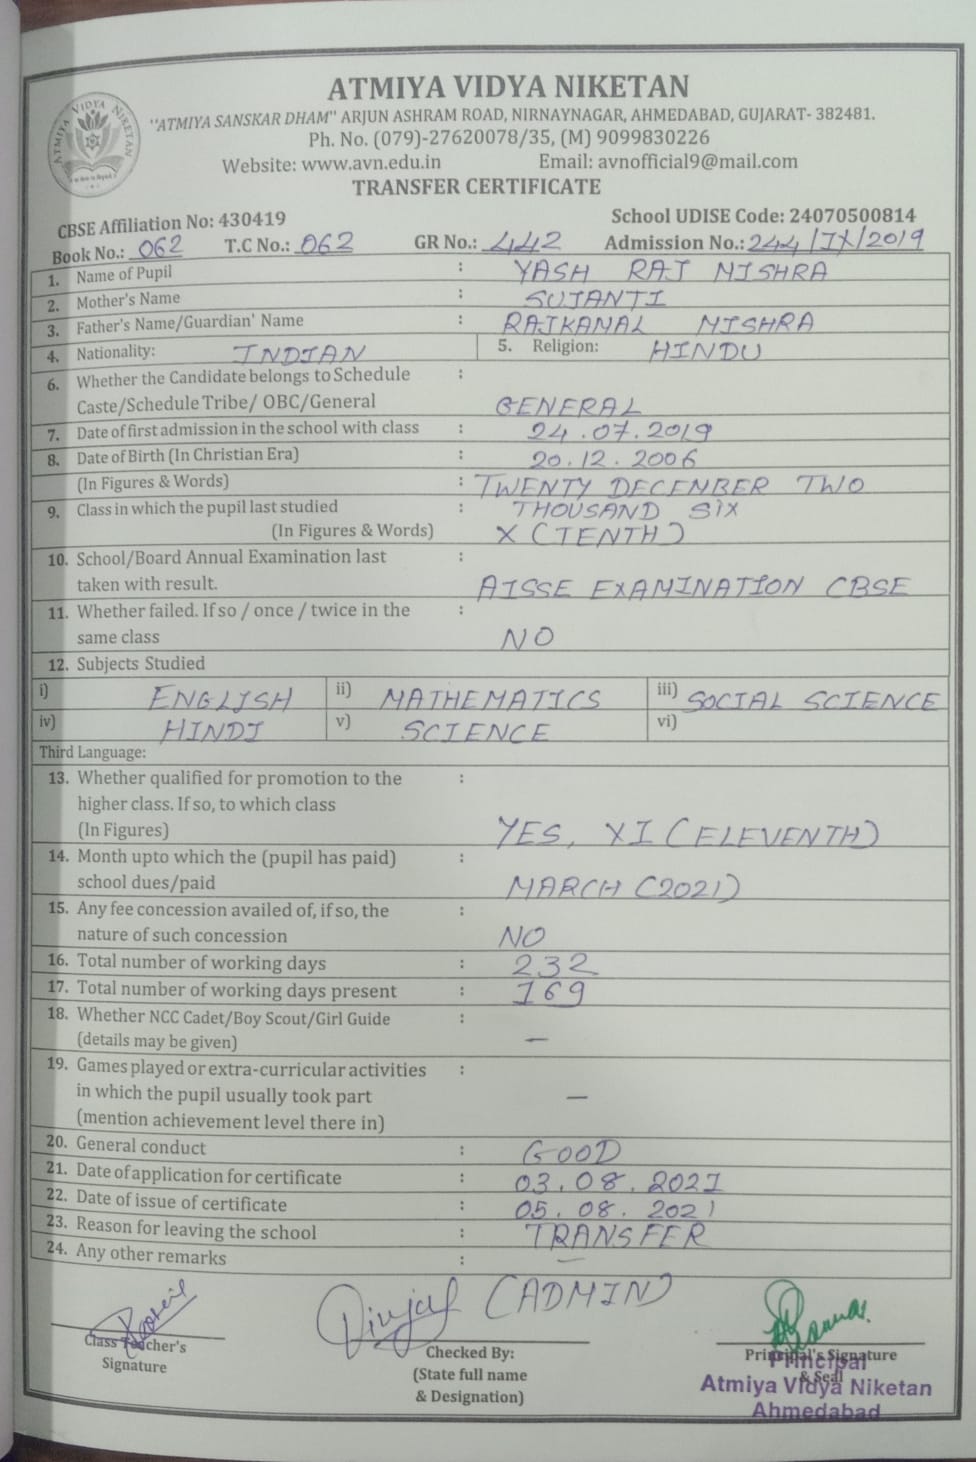 ATMIYA VIDYA NIKETAN
ATMIYA VIDYA NIKETAN
"ATMIYA SANSKAR DHAM" ARJUN ASHRAM ROAD, NIRNAYNAGAR, AHMEDABAD, GUJARAT- 382481.
Ph. No. (079)-27620078/35, (M) 9099830226
Website: www.avn.edu.in Email: avnofficial9@mail.com
TRANSFER CERTIFICATE
CBSE Affiliation No: 430419 School UDISE Code: 24070500814
Book No.: 062 T.C No.: 062 GR No.: 442 Admission No.: 244/IX/2019
1. Name of Pupil : YASH RAJ MISHRA
2. Mother's Name : SUJANTI
3. Father's Name/Guardian' Name : RAJKAMAL MISHRA
4. Nationality: INDIAN 5. Religion: HINDU
6. Whether the Candidate belongs to Schedule :
Caste/Schedule Tribe/ OBC/General GENERAL
7. Date of first admission in the school with class : 24.07.2019
8. Date of Birth (In Christian Era) : 20.12.2006
(In Figures & Words) : TWENTY DECEMBER TWO
9. Class in which the pupil last studied : THOUSAND SIX
(In Figures & Words) X (TENTH)
10. School/Board Annual Examination last :
taken with result. AISSE EXAMINATION CBSE
11. Whether failed. If so / once / twice in the :
same class NO
12. Subjects Studied
i) ENGLISH ii) MATHEMATICS iii) SOCIAL SCIENCE
iv) HINDI v) SCIENCE vi)
Third Language:
13. Whether qualified for promotion to the :
higher class. If so, to which class
(In Figures) YES, XI (ELEVENTH)
14. Month upto which the (pupil has paid) :
school dues/paid MARCH (2021)
15. Any fee concession availed of, if so, the :
nature of such concession NO
16. Total number of working days : 232
17. Total number of working days present : 169
18. Whether NCC Cadet/Boy Scout/Girl Guide :
(details may be given) —
19. Games played or extra-curricular activities :
in which the pupil usually took part —
(mention achievement level there in)
20. General conduct : GOOD
21. Date of application for certificate : 03.08.2021
22. Date of issue of certificate : 05.08.2021
23. Reason for leaving the school : TRANSFER
24. Any other remarks : —
(ADMIN)
Class Teacher's Checked By: Principal's Signature
Signature (State full name & Seal
& Designation)
Principal
Atmiya Vidya Niketan
Ahmedabad